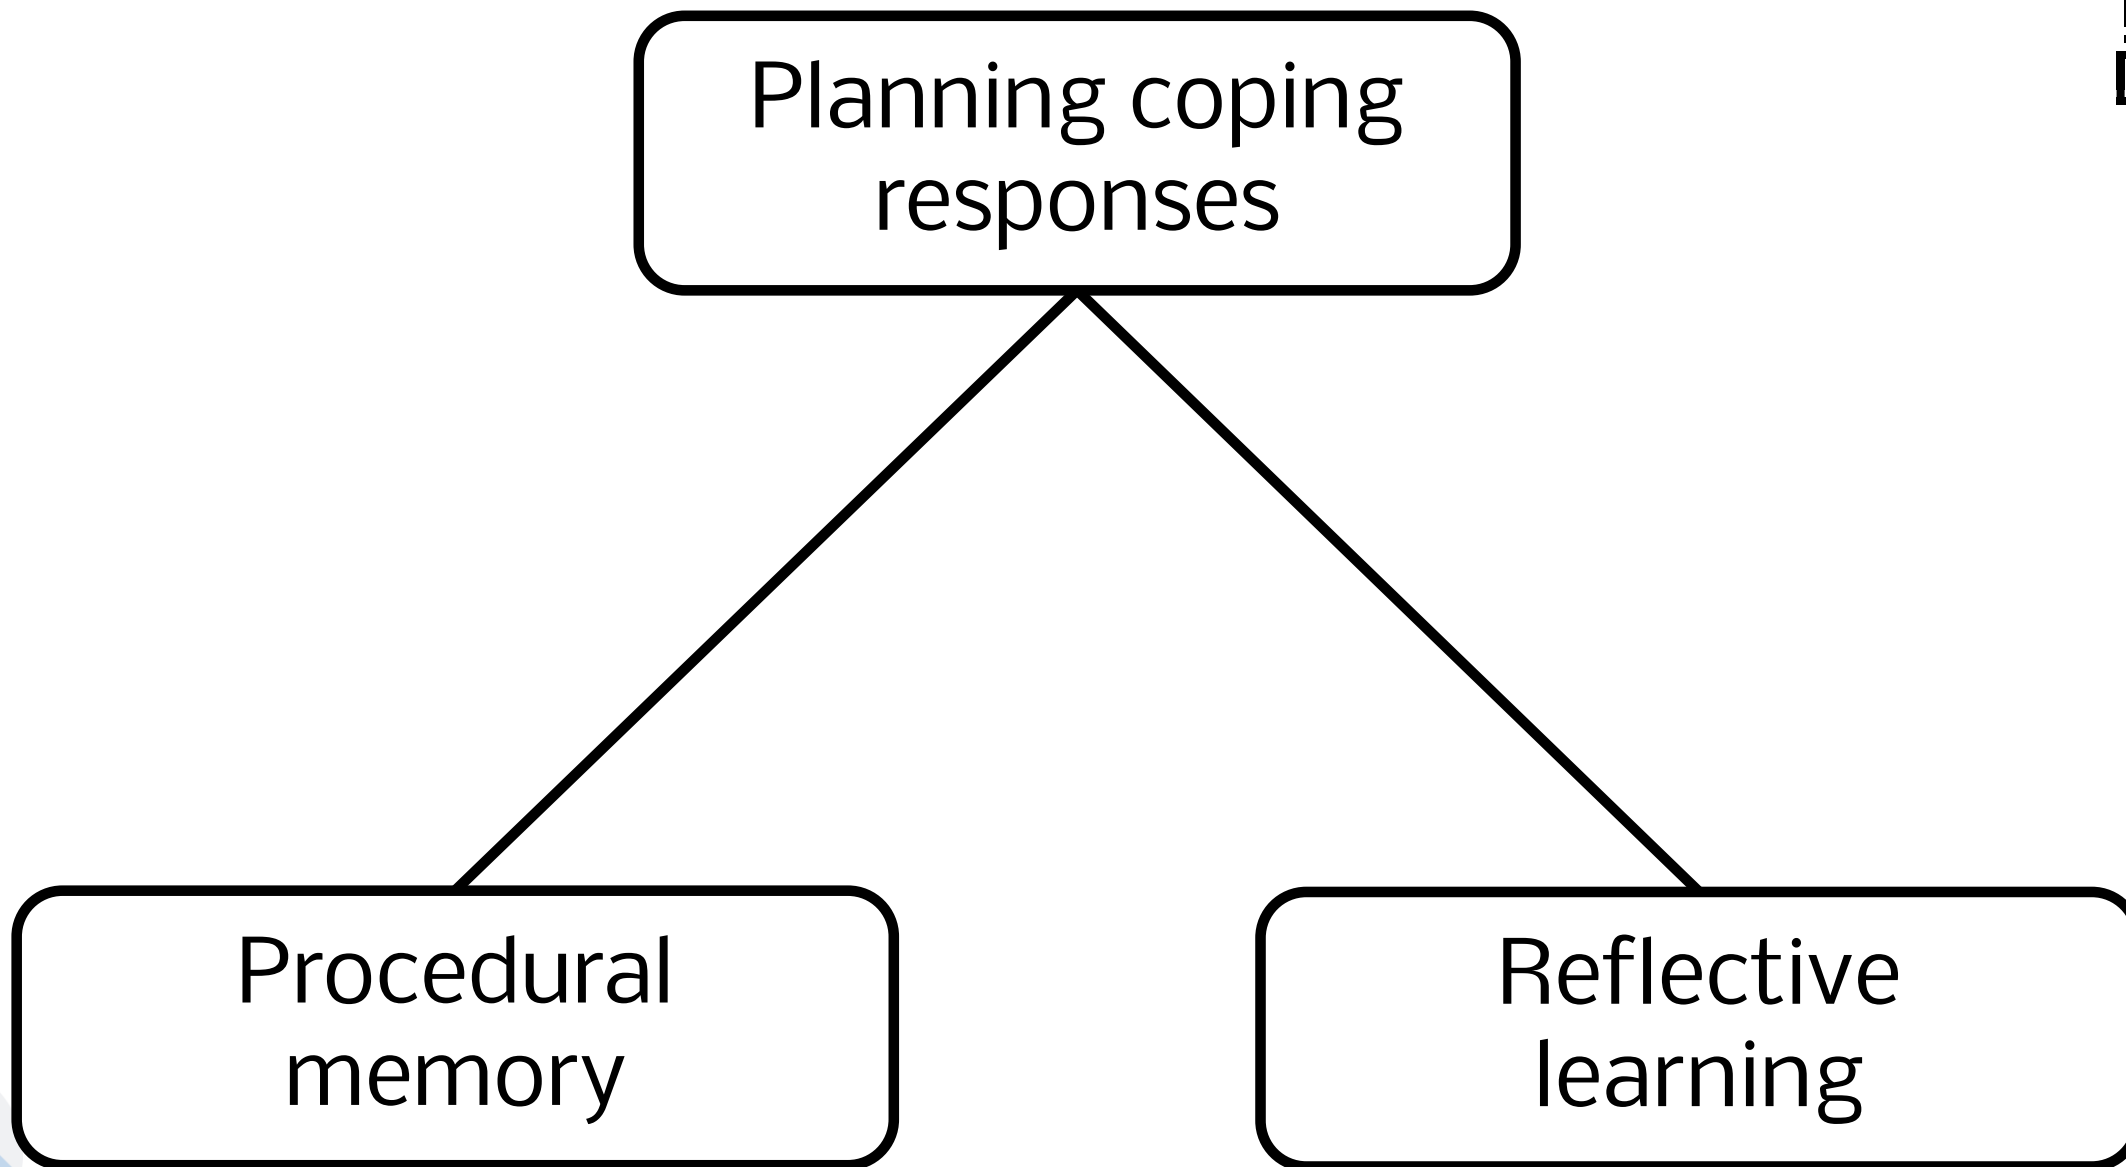 Planning coping
responses
Procedural
memory
Reflective
learning